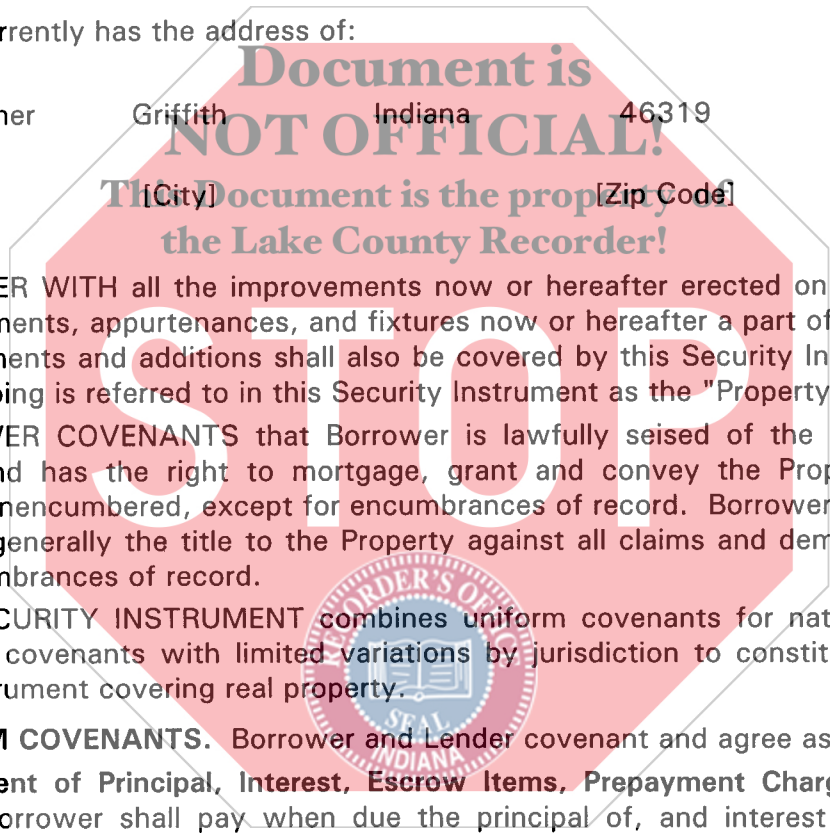 rrently has the address of:
Document is
ner Griffith Indiana 46319
NOT OFFICIAL!
[City] [Zip Code]
This Document is the property of
the Lake County Recorder!
ER WITH all the improvements now or hereafter erected on
nents, appurtenances, and fixtures now or hereafter a part of
nents and additions shall also be covered by this Security In
oing is referred to in this Security Instrument as the "Property
STOP
VER COVENANTS that Borrower is lawfully seised of the
nd has the right to mortgage, grant and convey the Prop
nencumbered, except for encumbrances of record. Borrower
generally the title to the Property against all claims and dem
mbrances of record.
CURITY INSTRUMENT combines uniform covenants for nat
covenants with limited variations by jurisdiction to constit
rument covering real property.
RECORDER'S OFFICE
SEAL
INDIANA
M COVENANTS. Borrower and Lender covenant and agree as
ent of Principal, Interest, Escrow Items, Prepayment Charg
orrower shall pay when due the principal of, and interest